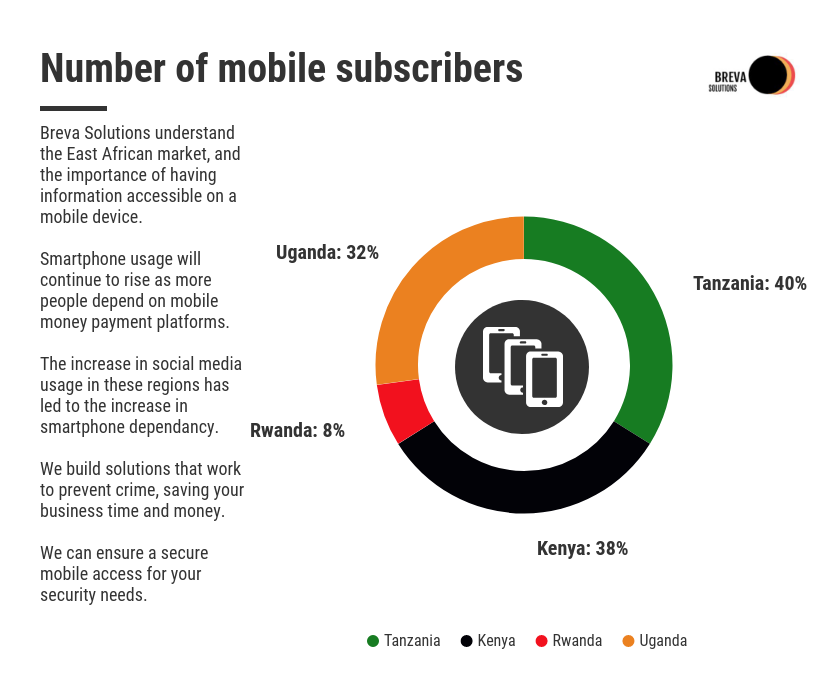 Number of mobile subscribers
BREVA
SOLUTIONS
Breva Solutions understand
the East African market, and
the importance of having
information accessible on a
mobile device.
Smartphone usage will
continue to rise as more
people depend on mobile
money payment platforms.
The increase in social media
usage in these regions has
led to the increase in
smartphone dependancy.
We build solutions that work
to prevent crime, saving your
business time and money.
We can ensure a secure
mobile access for your
security needs.
Uganda: 32%
Tanzania: 40%
Rwanda: 8%
Kenya: 38%
Tanzania
Kenya
Rwanda
Uganda